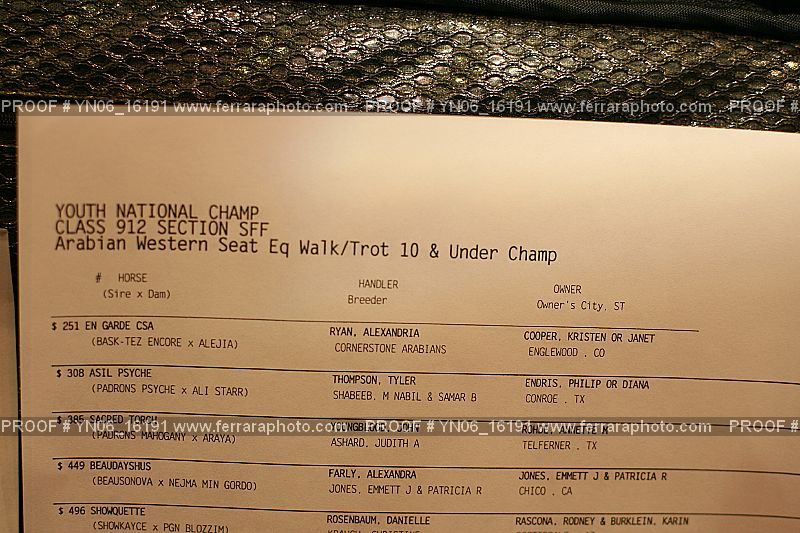 PROOF # YN06_16191 www.ferraraphoto.com PROOF # YN06_16191 www.ferraraphoto.com PROOF #
YOUTH NATIONAL CHAMP
CLASS 912 SECTION SFF
Arabian Western Seat Eq Walk/Trot 10 & Under Champ
# HORSE HANDLER OWNER
(Sire x Dam) Breeder Owner's City, ST
$ 251 EN GARDE CSA RYAN, ALEXANDRIA COOPER, KRISTEN OR JANET
(BASK-TEZ ENCORE x ALEJIA) CORNERSTONE ARABIANS ENGLEWOOD , CO
$ 308 ASIL PSYCHE THOMPSON, TYLER ENDRIS, PHILIP OR DIANA
(PADRONS PSYCHE x ALI STARR) SHABEEB, M NABIL & SAMAR B CONROE , TX
$ 385 SACRED TORCH YOUNGBLOOD, JOHN ANNETTE K
PROOF # YN06_16191 www.ferraraphoto.com PROOF # YN06_16191 www.ferraraphoto.com PROOF #
(PADRONS MAHOGANY x ARAYA) ASHARD, JUDITH A TELFERNER , TX
$ 449 BEAUDAYSHUS FARLY, ALEXANDRA JONES, EMMETT J & PATRICIA R
(BEAUSONOVA x NEJMA MIN GORDO) JONES, EMMETT J & PATRICIA R CHICO , CA
$ 496 SHOWQUETTE ROSENBAUM, DANIELLE RASCONA, RODNEY & BURKLEIN, KARIN
(SHOWKAYCE x PGN BLOZZIM)